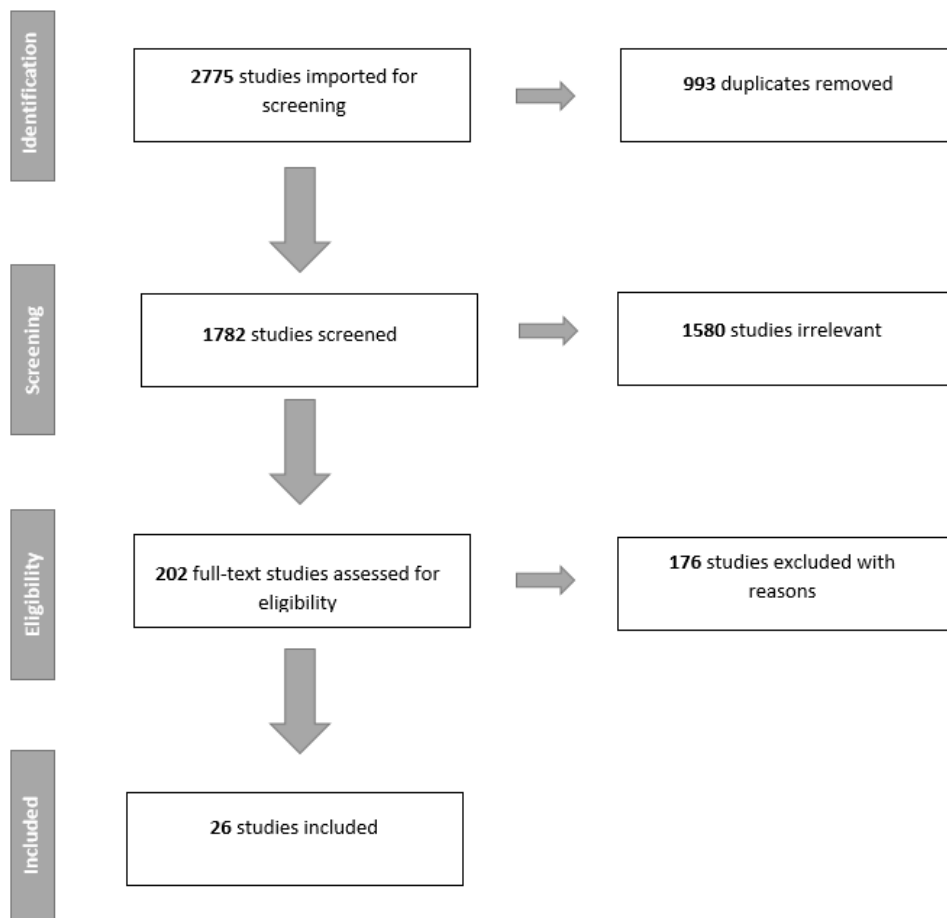 Identification
2775 studies imported for
screening
993 duplicates removed
Screening
1782 studies screened
1580 studies irrelevant
Eligibility
202 full-text studies assessed for
eligibility
176 studies excluded with
reasons
Included
26 studies included